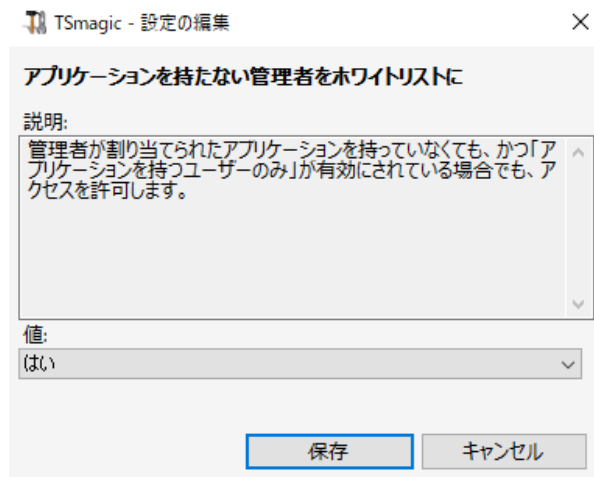 TSmagic - 設定の編集
アプリケーションを持たない管理者をホワイトリストに
説明:
管理者が割り当てられたアプリケーションを持っていなくても、かつ「ア
プリケーションを持つユーザーのみ」が有効にされている場合でも、ア
クセスを許可します。
値:
はい
保存
キャンセル